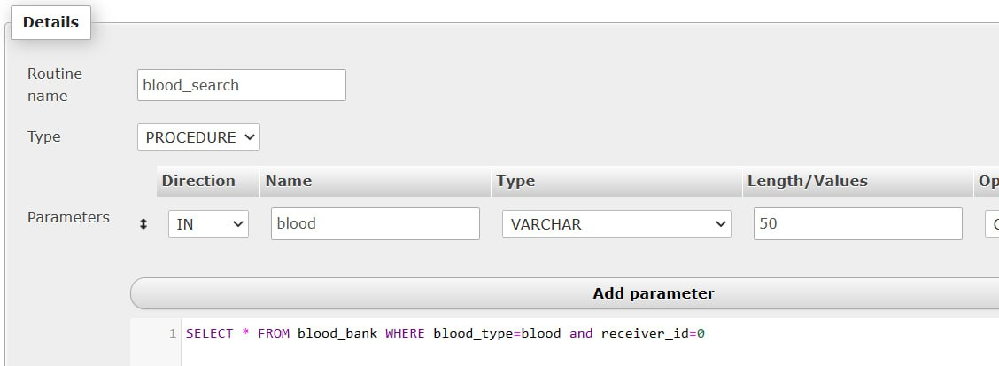 Details
Routine name
blood_search
Type
PROCEDURE
Direction Name Type Length/Values Op
Parameters IN blood VARCHAR 50
Add parameter
1 SELECT * FROM blood_bank WHERE blood_type=blood and receiver_id=0